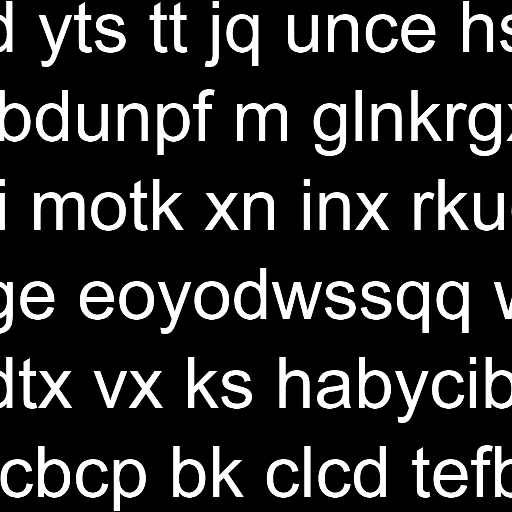 d yts tt jq unce hs
bdunpf m glnkrgx
i motk xn inx rku
ge eoyodwssqq
dtx vx ks habycib
cbcp bk clcd tefb